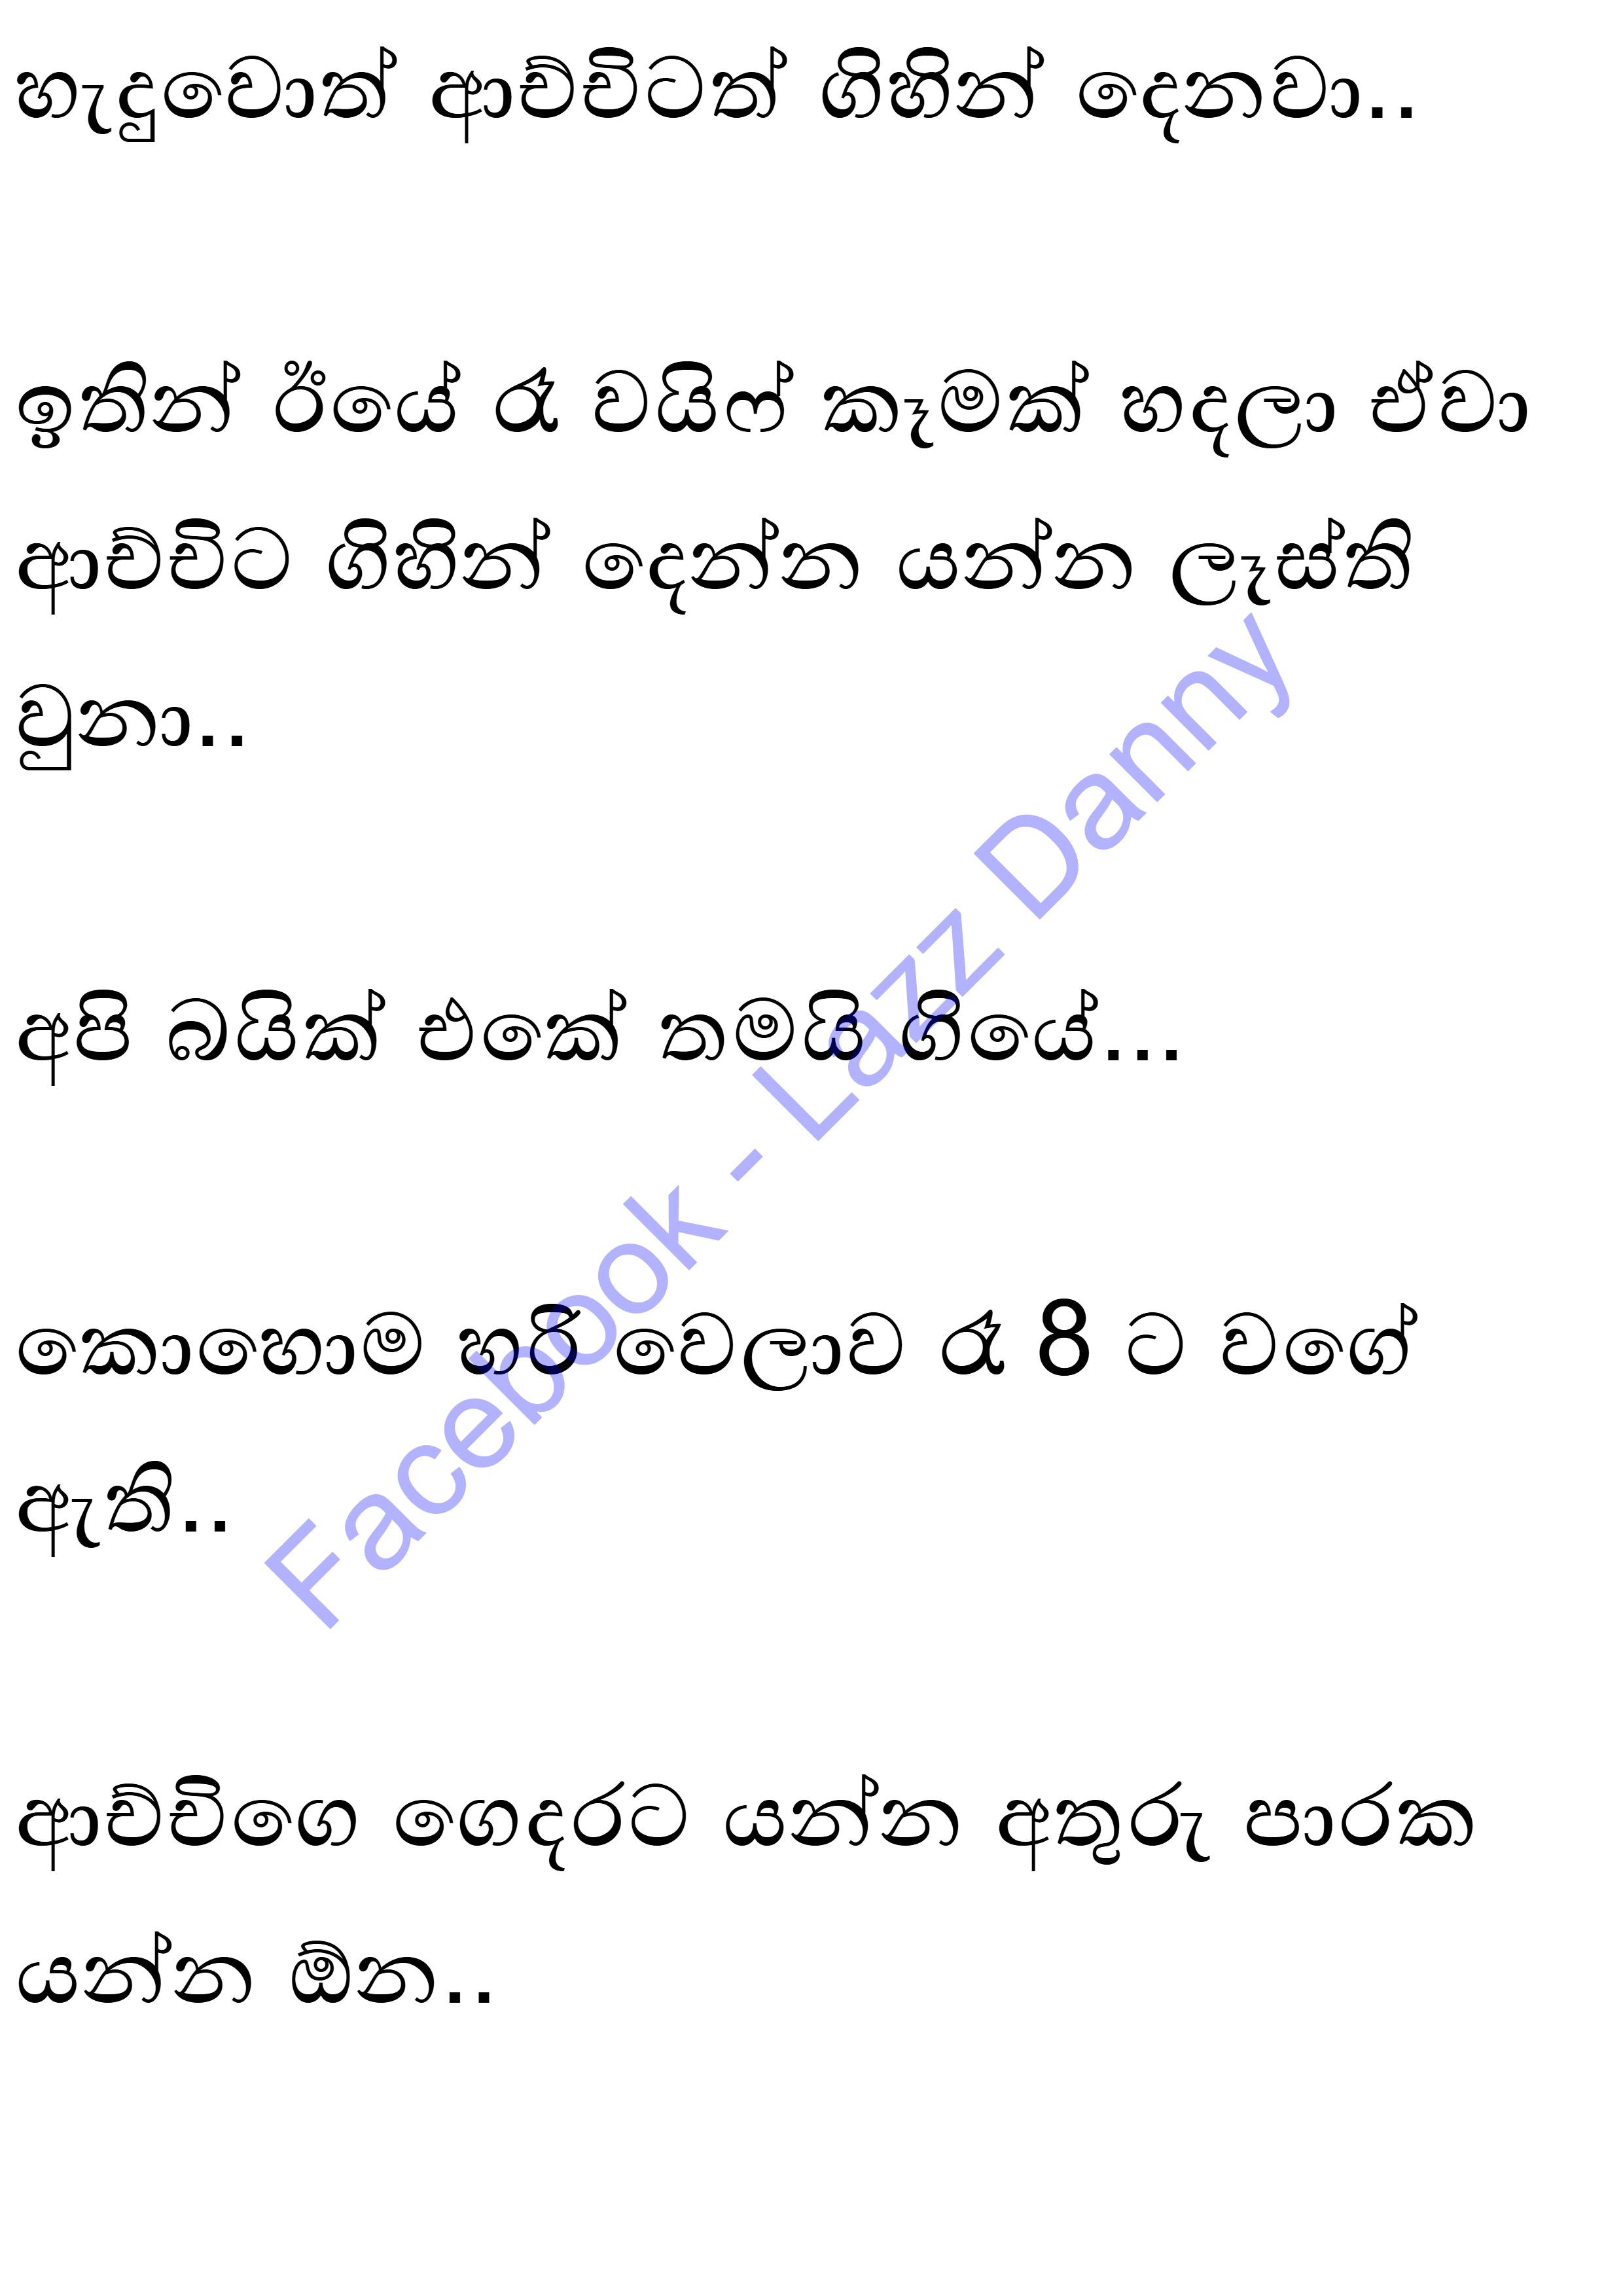 හැදුවොත් ආච්චිටත් ගිහින් දෙනවා..
ඉතින් ඊයේ රෑ වයිෆ් කෑමක් හදලා ඒවා
ආච්චිට ගිහින් දෙන්න යන්න ලෑස්ති
වුනා..
අපි බයික් එකේ තමයි ගියේ...
කොහොම හරි වෙලාව රෑ 8 ට වගේ
ඇති..
ආච්චිගෙ ගෙදරට යන්න අතුරු පාරක
යන්න ඕන..
Facebook - Lazz Danny